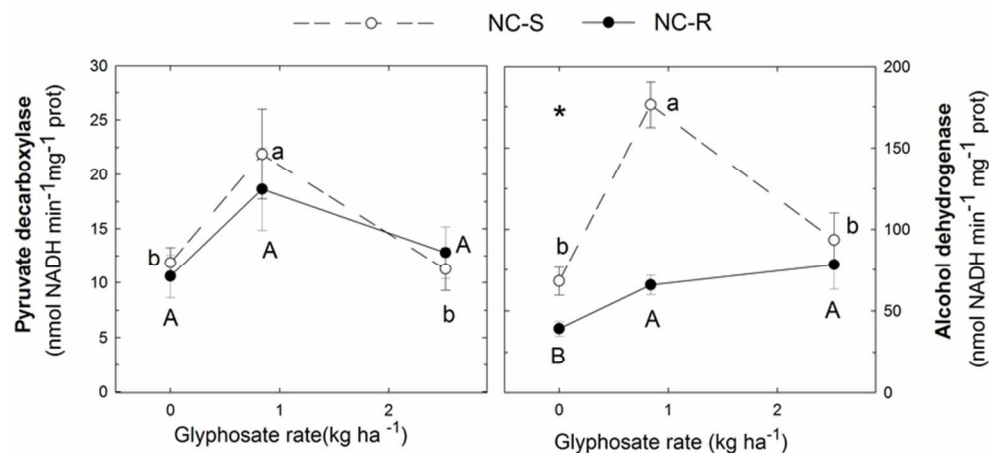 NC-S NC-R
Pyruvate decarboxylase
(nmol NADH min⁻¹mg⁻¹ prot)
30
25
20
15
10
5
0
b
a
A
A
A
b
0 1 2
Glyphosate rate(kg ha ⁻¹)
*
a
b
b
B
A
A
0 1 2
Glyphosate rate (kg ha⁻¹)
200
150
100
50
0
Alcohol dehydrogenase
(nmol NADH min⁻¹ mg⁻¹ prot)